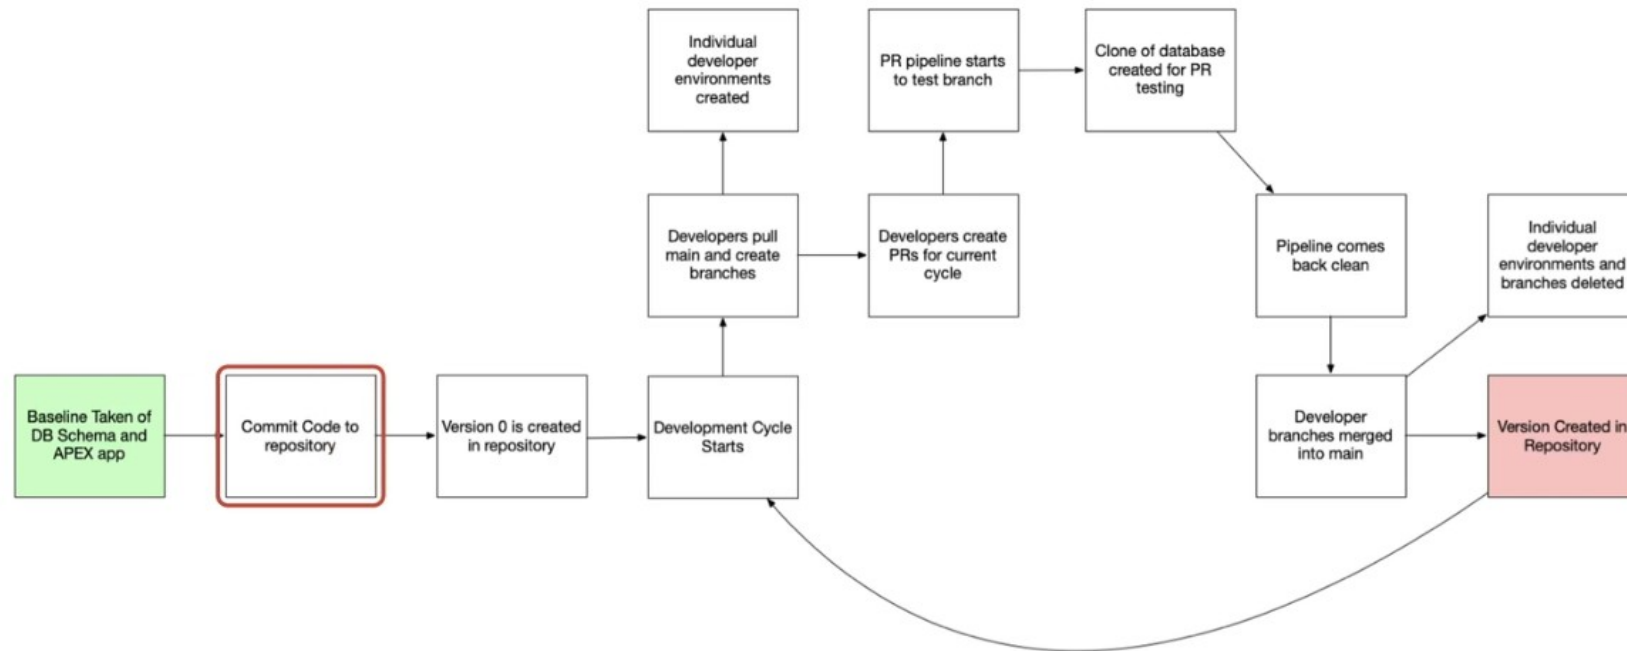 Individual
developer
environments
created
PR pipeline starts
to test branch
Clone of database
created for PR
testing
Developers pull
main and create
branches
Developers create
PRs for current
cycle
Pipeline comes
back clean
Individual
developer
environments and
branches deleted
Baseline Taken of
DB Schema and
APEX app
Commit Code to
repository
Version 0 is created
in repository
Development Cycle
Starts
Developer
branches merged
into main
Version Created in
Repository